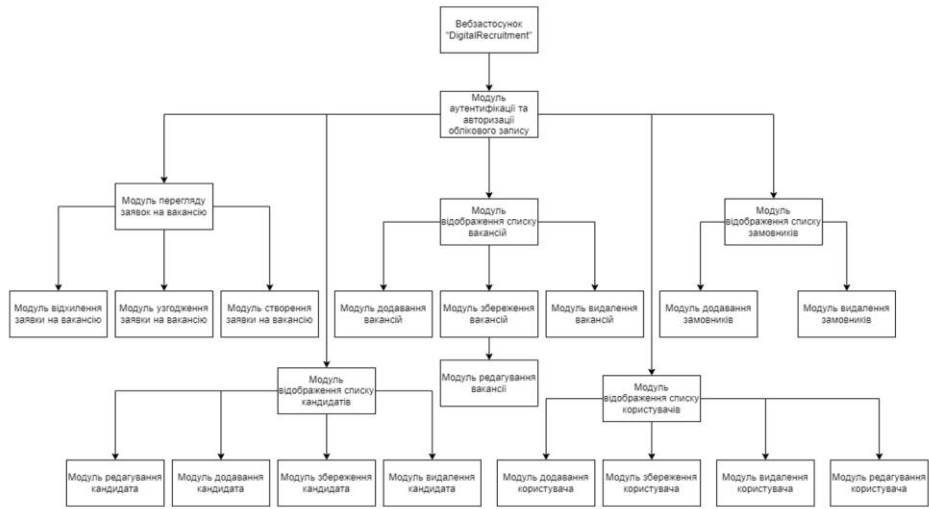 Вебзастосунок
"DigitalRecruitment"
Модуль
аутентифікації та
авторизації
облікового запису
Модуль перегляду
заявок на вакансію
Модуль
відображення списку
вакансій
Модуль
відображення списку
замовників
Модуль відхилення
заявки на вакансію
Модуль узгодження
заявки на вакансію
Модуль створення
заявки на вакансію
Модуль додавання
вакансій
Модуль збереження
вакансій
Модуль видалення
вакансій
Модуль додавання
замовників
Модуль видалення
замовників
Модуль редагування
вакансії
Модуль
відображення списку
кандидатів
Модуль
відображення списку
користувачів
Модуль редагування
кандидата
Модуль додавання
кандидата
Модуль збереження
кандидата
Модуль видалення
кандидата
Модуль додавання
користувача
Модуль збереження
користувача
Модуль видалення
користувача
Модуль редагування
користувача